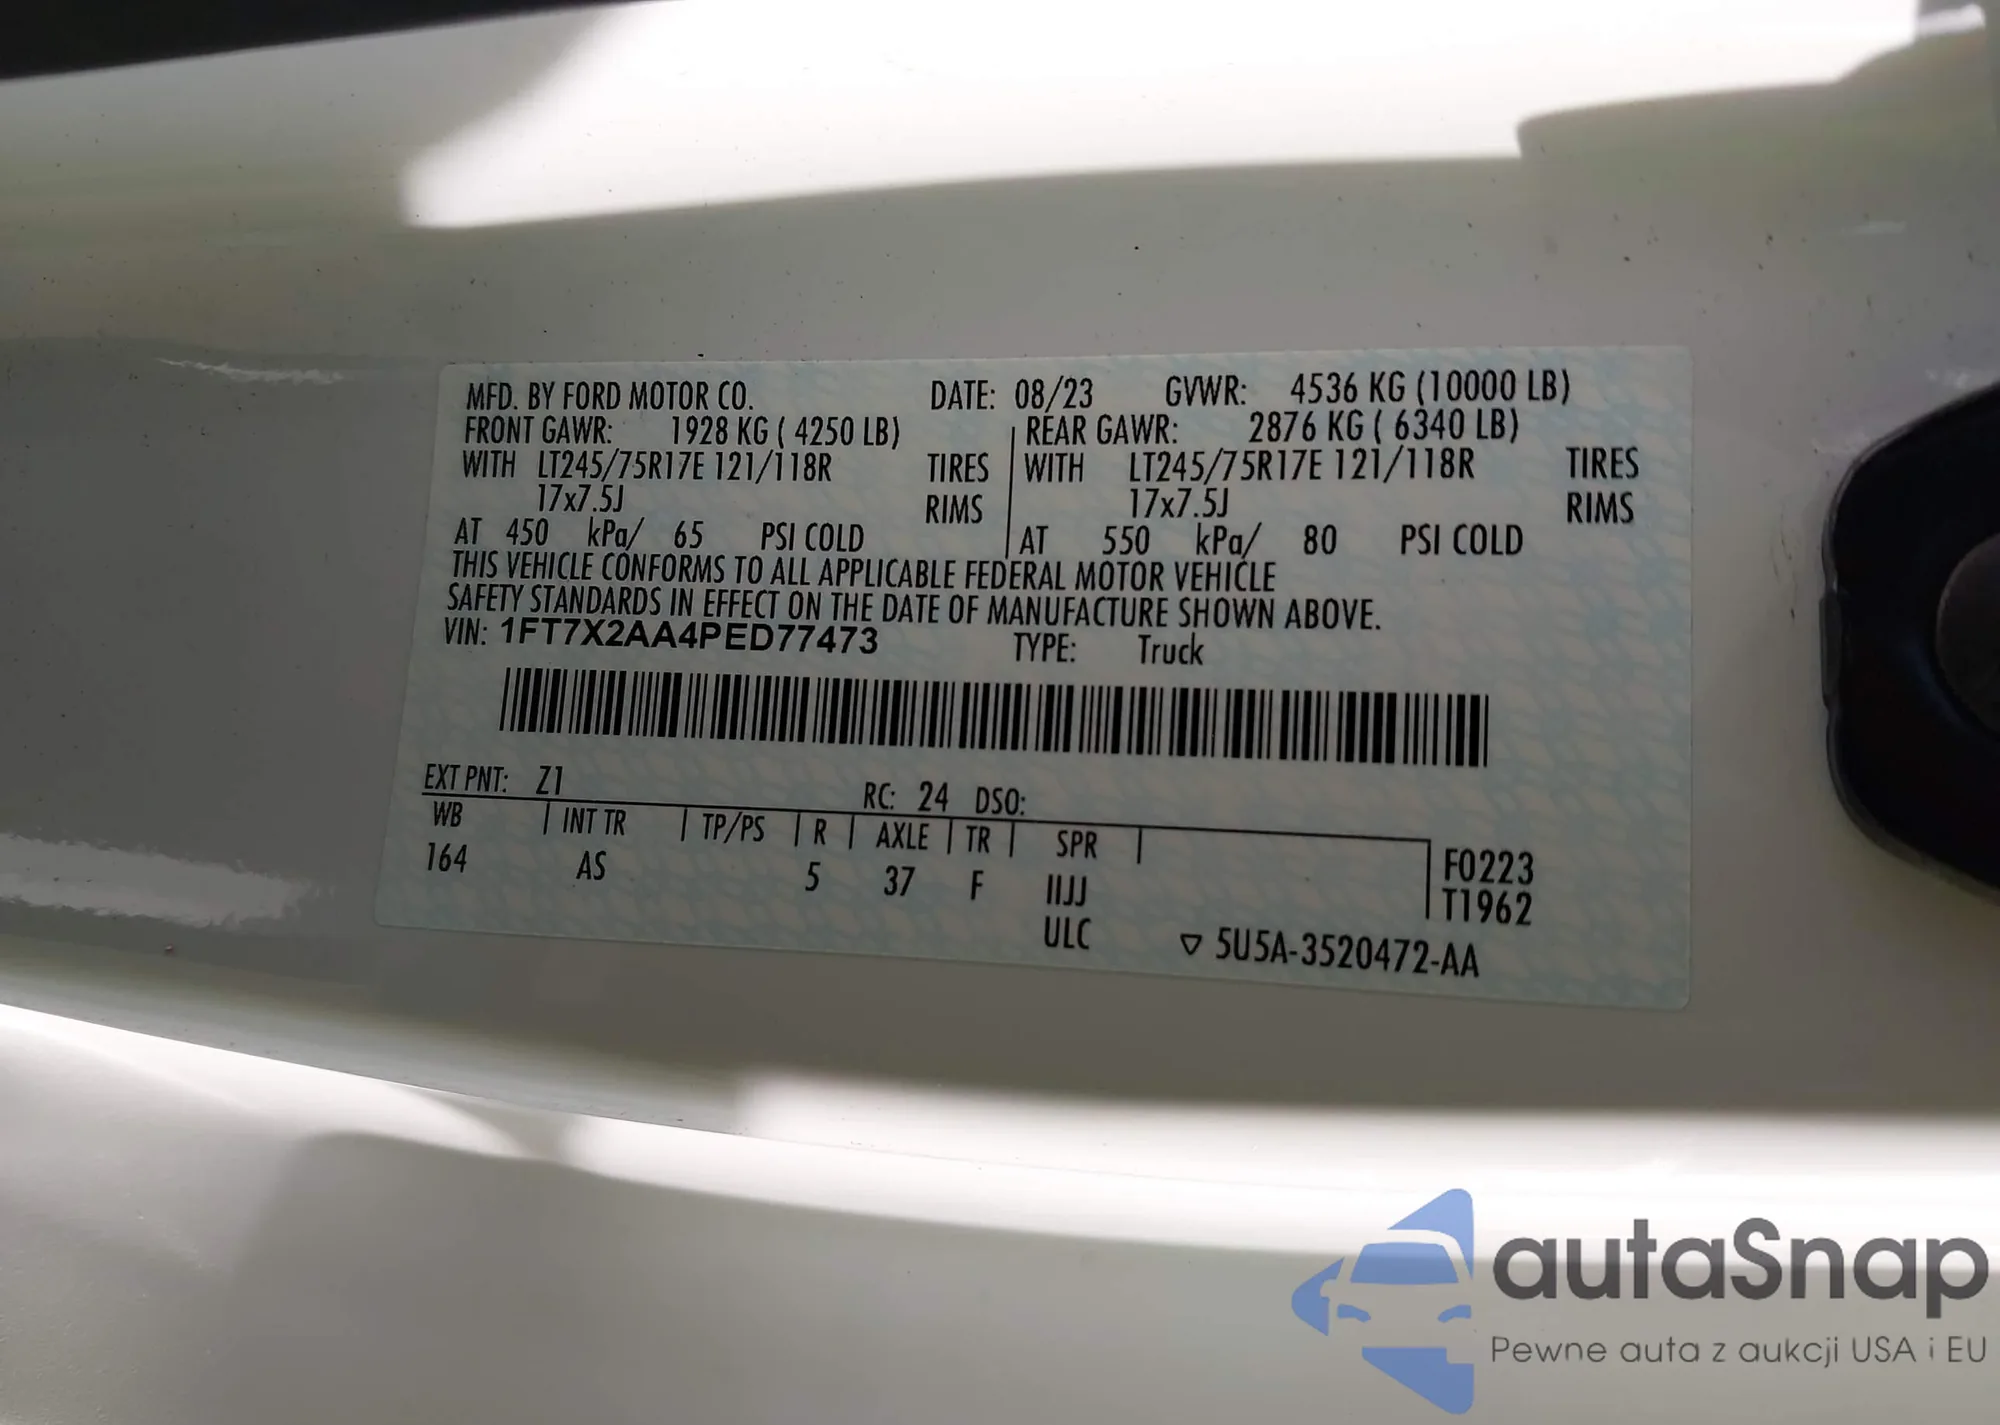 MFD. BY FORD MOTOR CO. DATE: 08/23 GVWR: 4536 KG (10000 LB)
FRONT GAWR: 1928 KG ( 4250 LB) REAR GAWR: 2876 KG ( 6340 LB)
WITH LT245/75R17E 121/118R TIRES WITH LT245/75R17E 121/118R TIRES
17x7.5J RIMS 17x7.5J RIMS
AT 450 kPa/ 65 PSI COLD AT 550 kPa/ 80 PSI COLD
THIS VEHICLE CONFORMS TO ALL APPLICABLE FEDERAL MOTOR VEHICLE
SAFETY STANDARDS IN EFFECT ON THE DATE OF MANUFACTURE SHOWN ABOVE.
VIN: 1FT7X2AA4PED77473 TYPE: Truck
EXT PNT: Z1 RC: 24 DSO:
WB INT TR TP/PS R AXLE TR SPR
164 AS 5 37 F IIJJ F0223
ULC T1962
▽ 5U5A-3520472-AA
autaSnap
Pewne auta z aukcji USA i EU